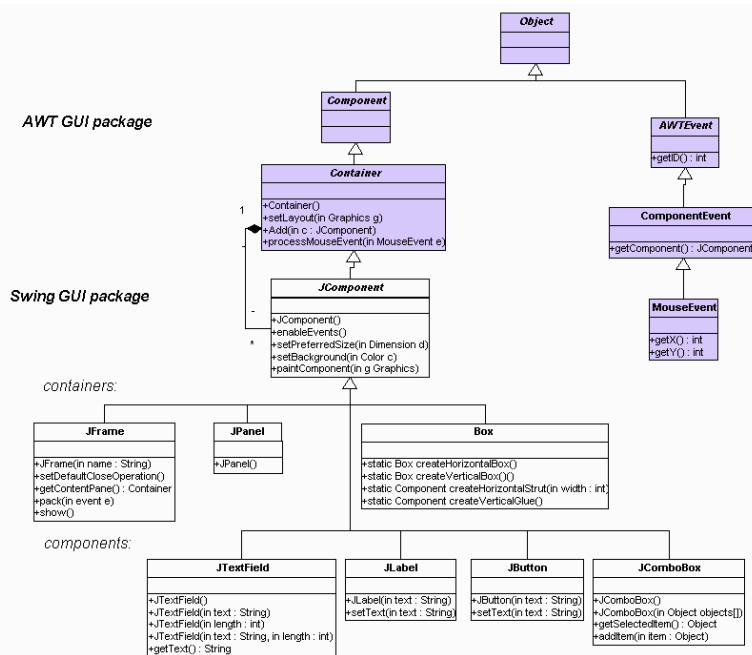 Object
AWT GUI package
Component
AWTEvent
+getID() : int
Container
+Container()
+setLayout(in Graphics g)
+Add(in c : JComponent)
+processMouseEvent(in MouseEvent e)
1
-
ComponentEvent
+getComponent() : JComponent
Swing GUI package
JComponent
+JComponent()
+enableEvents()
+setPreferredSize(in Dimension d)
+setBackground(in Color c)
+paintComponent(in g Graphics)
-
*
MouseEvent
+getX() : int
+getY() : int
containers:
JFrame
+JFrame(in name : String)
+setDefaultCloseOperation()
+getContentPane() : Container
+pack(in event e)
+show()
JPanel
+JPanel()
Box
+static Box createHorizontalBox()
+static Box createVerticalBox()()
+static Component createHorizontalStrut(in width : int)
+static Component createVerticalGlue()
components:
JTextField
+JTextField()
+JTextField(in text : String)
+JTextField(in length : int)
+JTextField(in text : String, in length : int)
+getText() : String
JLabel
+JLabel(in text : String)
+setText(in text : String)
JButton
+JButton(in text : String)
+setText(in text : String)
JComboBox
+JComboBox()
+JComboBox(in Object objects[])
+getSelectedItem() : Object
+addItem(in item : Object)